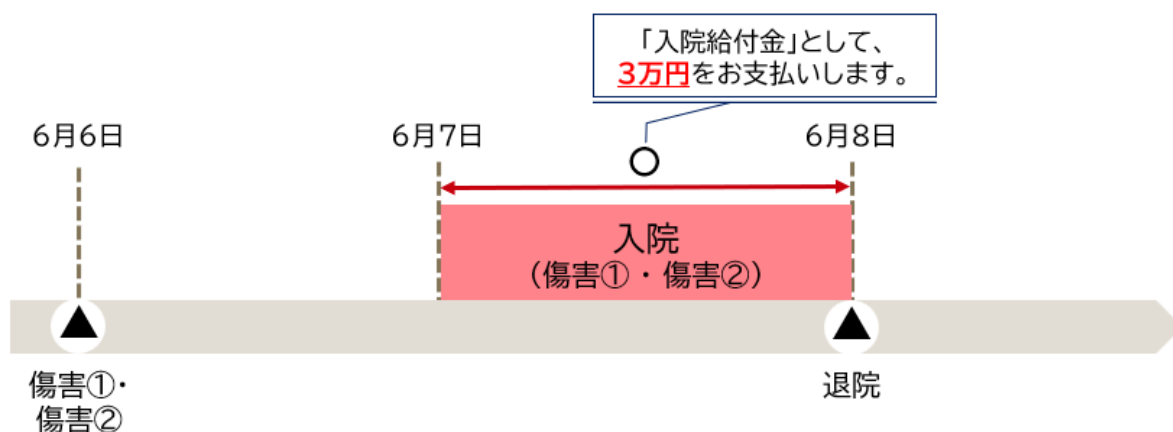 「入院給付金」として、
3万円をお支払いします。
6月6日
6月7日
6月8日
入院
(傷害①・傷害②)
傷害①・
傷害②
退院